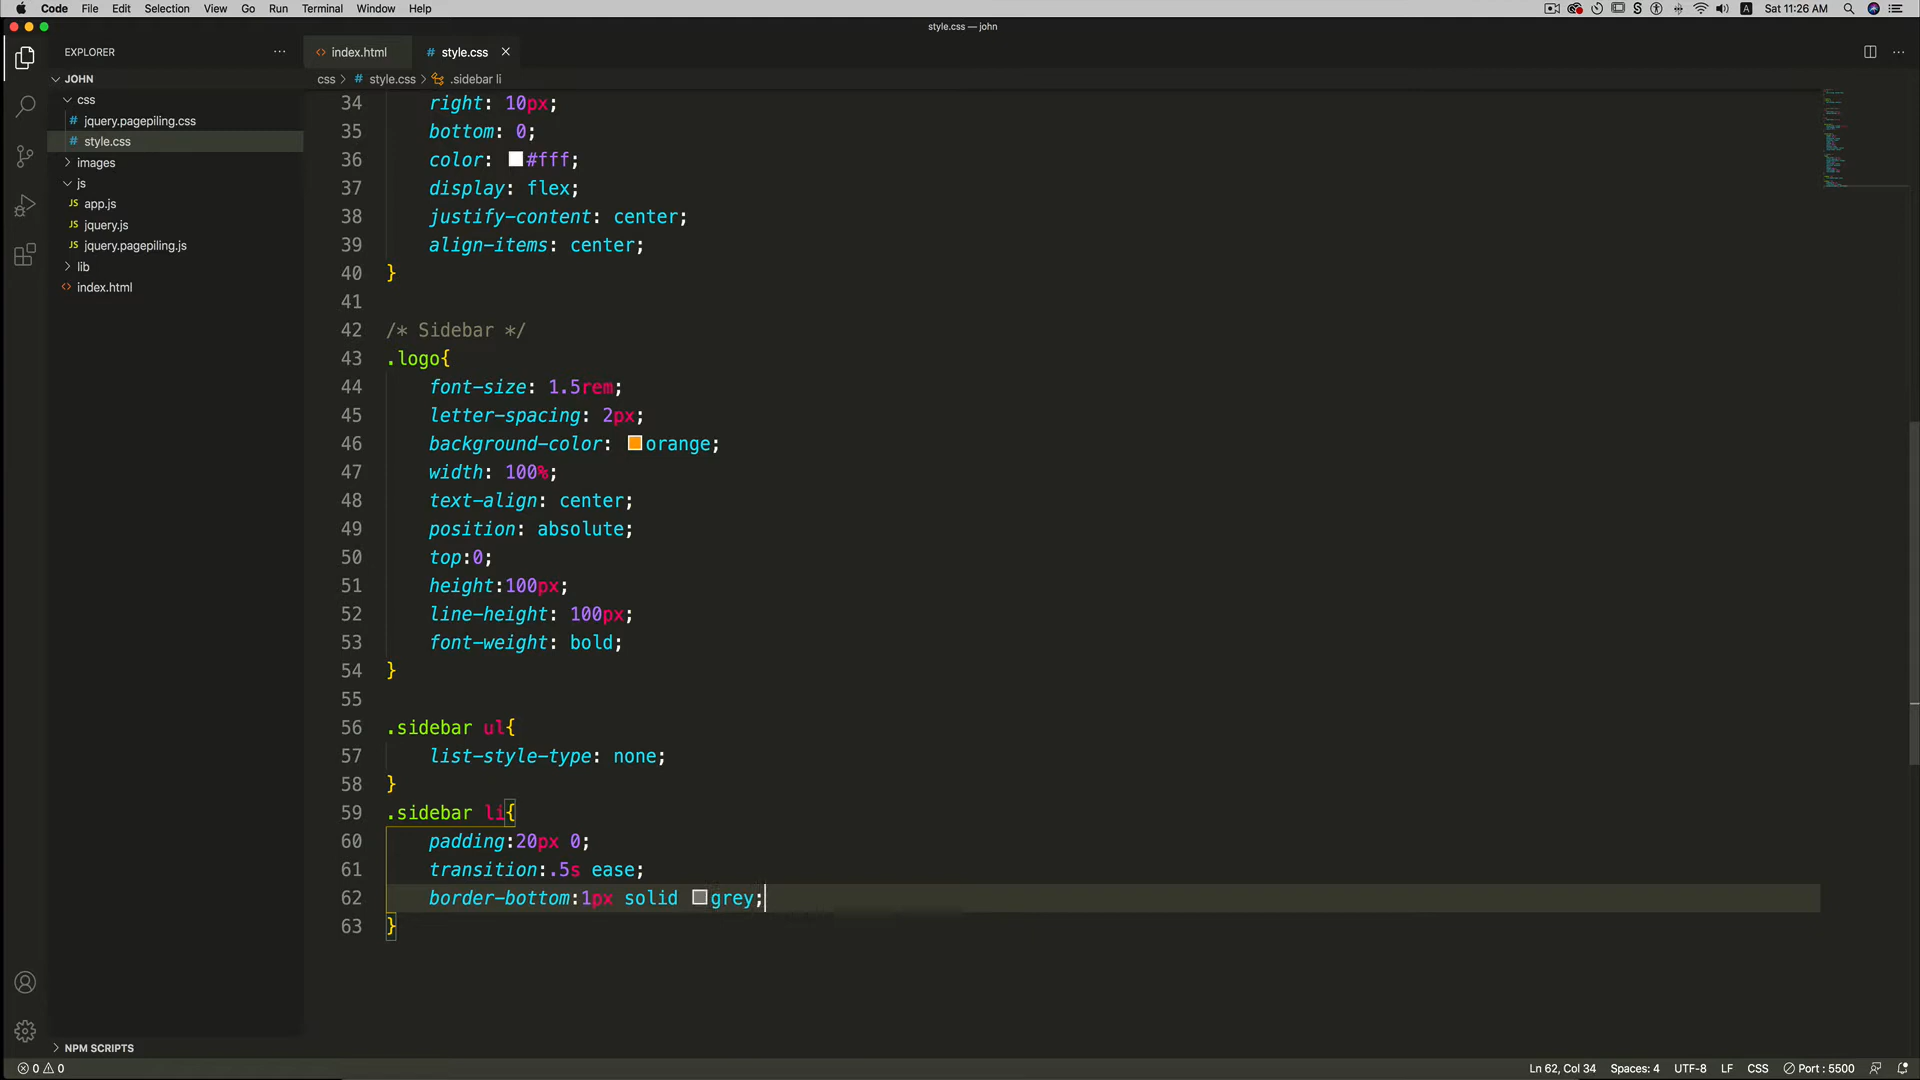 Code File Edit Selection View Go Run Terminal Window Help
Sat 11:26 AM
style.css — john
EXPLORER
index.html
style.css
JOHN
css > style.css > .sidebar li
css
jquery.pagepiling.css
style.css
images
js
app.js
jquery.js
jquery.pagepiling.js
lib
index.html
34 right: 10px;
35 bottom: 0;
36 color: #fff;
37 display: flex;
38 justify-content: center;
39 align-items: center;
40 }
41
42 /* Sidebar */
43 .logo{
44 font-size: 1.5rem;
45 letter-spacing: 2px;
46 background-color: orange;
47 width: 100%;
48 text-align: center;
49 position: absolute;
50 top:0;
51 height:100px;
52 line-height: 100px;
53 font-weight: bold;
54 }
55
56 .sidebar ul{
57 list-style-type: none;
58 }
59 .sidebar li{
60 padding:20px 0;
61 transition:.5s ease;
62 border-bottom:1px solid grey;
63 }
NPM SCRIPTS
0 0
Ln 62, Col 34 Spaces: 4 UTF-8 LF CSS Port : 5500